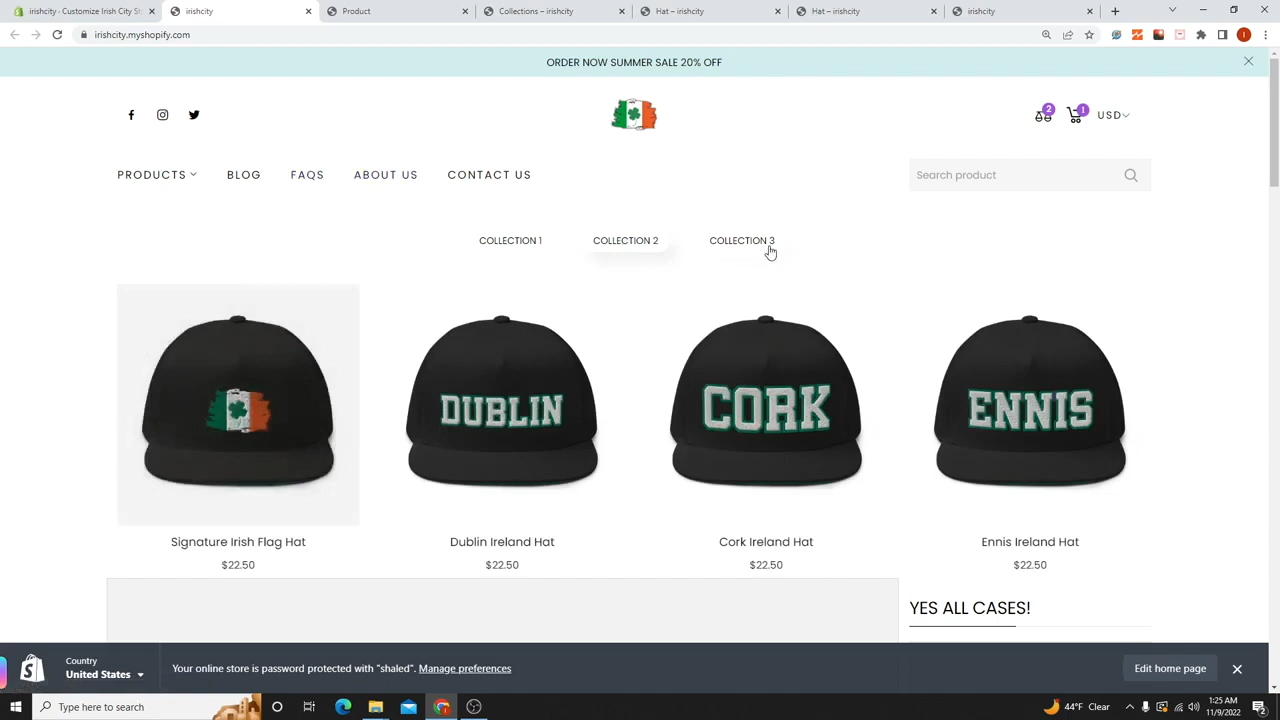 irishcity - Customize Irish City St
irishcity
Product
Collections – irishcity
Hat – irishcity
Hat – irishcity
irishcity
irishcity.myshopify.com
ORDER NOW SUMMER SALE 20% OFF
2
1
USD
PRODUCTS
BLOG
FAQS
ABOUT US
CONTACT US
Search product
COLLECTION 1
COLLECTION 2
COLLECTION 3
DUBLIN
CORK
ENNIS
Signature Irish Flag Hat
Dublin Ireland Hat
Cork Ireland Hat
Ennis Ireland Hat
$22.50
$22.50
$22.50
$22.50
YES ALL CASES!
Country
United States
Your online store is password protected with "shaled". Manage preferences
Edit home page
Type here to search
44°F Clear
1:25 AM
11/9/2022
2